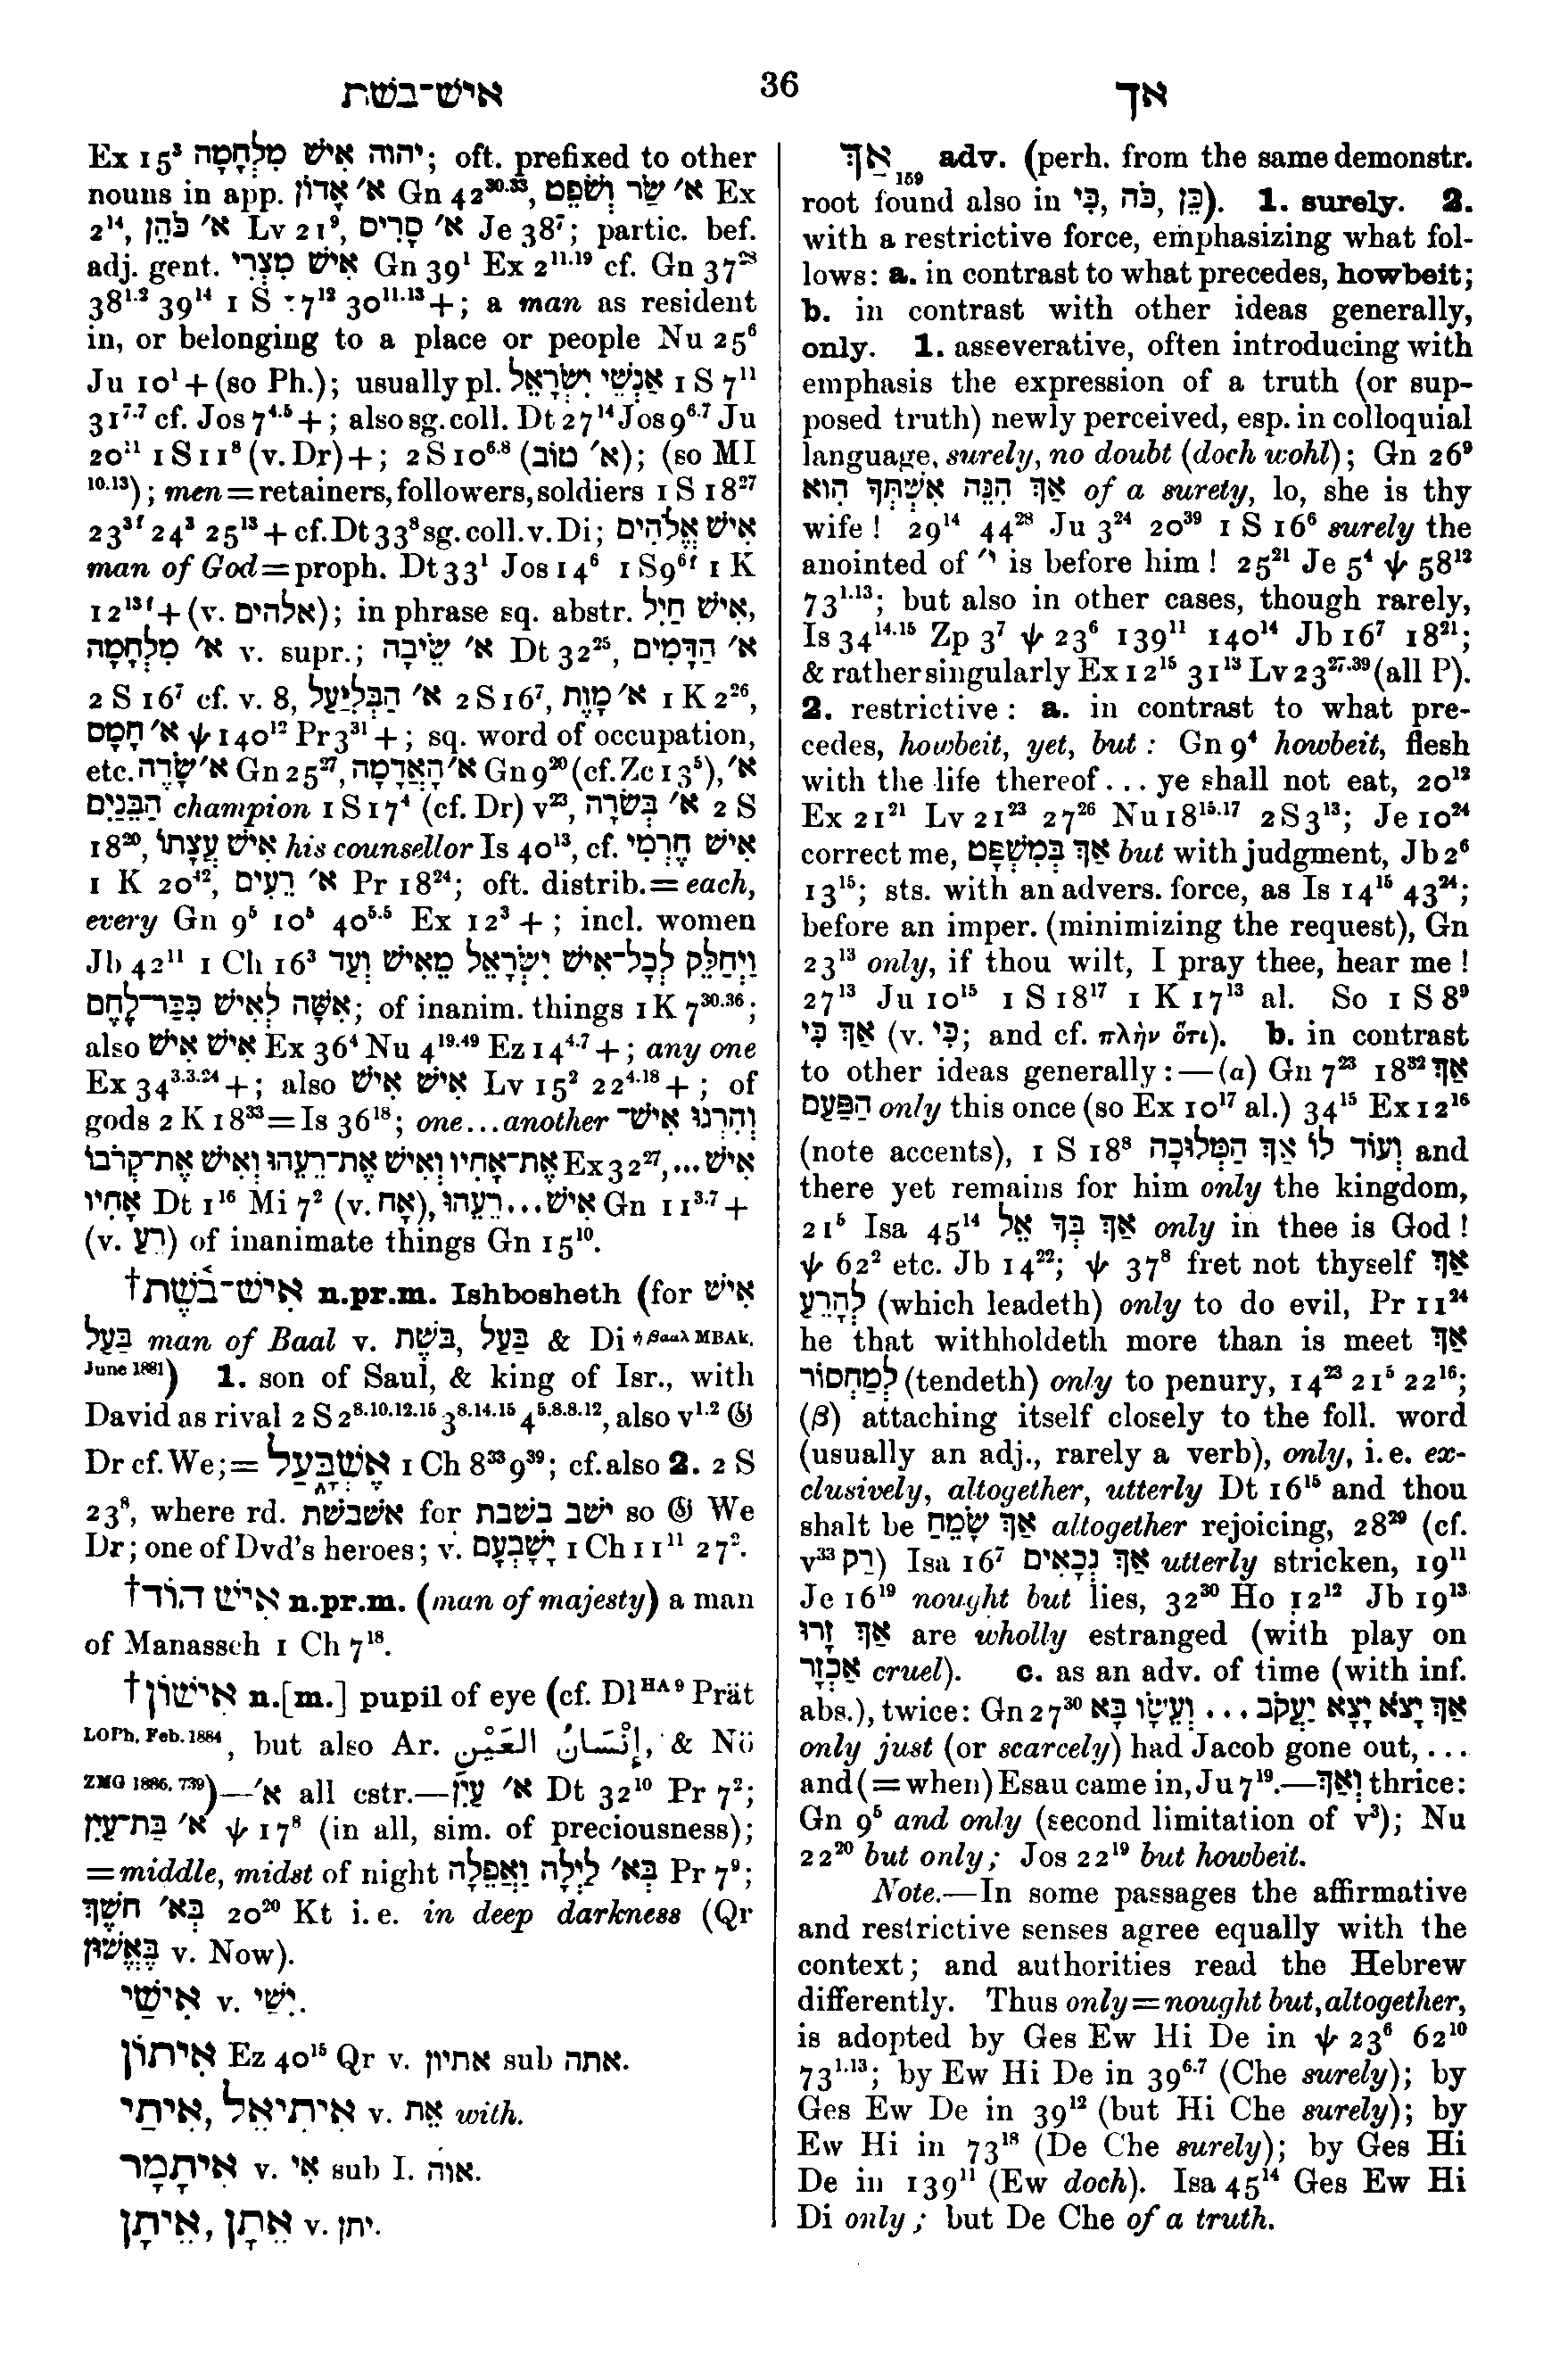 איש־בשת
36
אך
Ex 15³ יהוה אִישׁ מִלְחָמָה; oft. prefixed to other
nouns in app. א׳ אָדוֹן Gn 42³⁰·³³, א׳ שַׂר וְשֹׁפֵט Ex
2¹⁴, א׳ כֹּהֵן Lv 21⁹, א׳ סָרִים Je 38⁷; partic. bef.
adj. gent. אִישׁ מִצְרִי Gn 39¹ Ex 2¹¹·¹⁹ cf. Gn 37²⁸
38¹·² 39¹⁴ 1 S 17¹² 30¹¹·¹³+; a man as resident
in, or belonging to a place or people Nu 25⁶
Ju 10¹+(so Ph.); usually pl. אַנְשֵׁי יִשְׂרָאֵל 1 S 7¹¹
31⁷·⁷ cf. Jos 7⁴·⁵+; also sg. coll. Dt 27¹⁴ Jos 9⁶·⁷ Ju
20¹¹ 1 S 11⁸ (v. Dr)+; 2 S 10⁶·⁸ (א׳ טוֹב); (so MI
¹⁰·¹³); men=retainers, followers, soldiers 1 S 18²⁷
23³ᶠ 24³ 25¹³+cf. Dt 33⁸ sg. coll. v. Di; אִישׁ אֱלֹהִים
man of God=proph. Dt 33¹ Jos 14⁶ 1 S 9⁶ᶠ 1 K
12¹³ᶠ+(v. אלהים); in phrase sq. abstr. אִישׁ חַיִל,
א׳ מִלְחָמָה v. supr.; א׳ שֵׂיבָה Dt 32²⁵, א׳ הַדָּמִים
2 S 16⁷ cf. v. 8, א׳ הַבְּלִיַּעַל 2 S 16⁷, א׳ מָוֶת 1 K 2²⁶,
א׳ חָמָס ψ 140¹² Pr 3³¹+; sq. word of occupation,
etc. א׳ שָׂדֶה Gn 25²⁷, א׳ הָאֲדָמָה Gn 9²⁰ (cf. Zc 13⁵), א׳
הַבֵּנַיִם champion 1 S 17⁴ (cf. Dr) v²³, א׳ בְּשׂרָה 2 S
18²⁰, אִישׁ עֲצָתוֹ his counsellor Is 40¹³, cf. אִישׁ חֶרְמִי
1 K 20⁴², א׳ רֵעִים Pr 18²⁴; oft. distrib.=each,
every Gn 9⁵ 10⁵ 40⁵·⁵ Ex 12³ +; incl. women
Jb 42¹¹ 1 Ch 16³ וַיְחַלֵּק לְכָל־אִישׁ יִשְׂרָאֵל מֵאִישׁ וְעַד
אִשָּׁה לְאִישׁ כִּכַּר־לֶחֶם; of inanim. things 1 K 7³⁰·³⁶;
also אִישׁ אִישׁ Ex 36⁴ Nu 4¹⁹·⁴⁹ Ez 14⁴·⁷+; any one
Ex 34³·³·²⁴+; also אִישׁ אִישׁ Lv 15² 22⁴·¹⁸+; of
gods 2 K 18³³=Is 36¹⁸; one...another וְהִרְגוּ אִישׁ־
אֶת־אָחִיו וְאִישׁ אֶת־רֵעֵהוּ וְאִישׁ אֶת־קְרֹבוֹ Ex 32²⁷, אִישׁ...
אָחִיו Dt 1¹⁶ Mi 7² (v. אָח), אִישׁ...רֵעֵהוּ Gn 11³·⁷+
(v. רֵעַ) of inanimate things Gn 15¹⁰.
†אִישׁ־בֹּשֶׁת n.pr.m. Ishbosheth (for אִישׁ
בַּעַל man of Baal v. בֹּשֶׁת, בַּעַל & Di ἡ Βααλ MBAk.
June 1881) 1. son of Saul, & king of Isr., with
David as rival 2 S 2⁸·¹⁰·¹²·¹⁵ 3⁸·¹⁴·¹⁵ 4⁵·⁸·⁸·¹², also v¹·² 𝔊
Dr cf. We;= אֶשְׁבַּעַל 1 Ch 8³³ 9³⁹; cf. also 2. 2 S
23⁸, where rd. אשבשת for ישב בשבת so 𝔊 We
Dr; one of Dvd's heroes; v. יָשָׁבְעָם 1 Ch 11¹¹ 27².
†אִישׁ הוֹד n.pr.m. (man of majesty) a man
of Manasseh 1 Ch 7¹⁸.
†אִישׁוֹן n.[m.] pupil of eye (cf. Dl ᴴᴬ ⁹ Prät
LOPh. Feb. 1884, but also Ar. إِنْسَانُ العَيْنِ, & Nö
ZMG 1886, 739)—א׳ all cstr.—א׳ עַיִן Dt 32¹⁰ Pr 7²;
א׳ בַּת־עַיִן ψ 17⁸ (in all, sim. of preciousness);
=middle, midst of night בְּא׳ לַיְלָה וַאֲפֵלָה Pr 7⁹;
בְּא׳ חֹשֶׁךְ 20²⁰ Kt i.e. in deep darkness (Qr
בֶּאֱשׁוּן v. Now).
אִישַׁי v. יִשַׁי.
אִיתוֹן Ez 40¹⁵ Qr v. אתיון sub אתה.
אִיתַי, אִיתִיאֵל v. אֵת with.
אִיתָמָר v. אִי sub I. אוה.
אֵיתָן, אֵתָן v. יתן.
אַךְ₁₅₉ adv. (perh. from the same demonstr.
root found also in כִּי, כֹּה, כֵּן). 1. surely. 2.
with a restrictive force, emphasizing what fol-
lows: a. in contrast to what precedes, howbeit;
b. in contrast with other ideas generally,
only. 1. asseverative, often introducing with
emphasis the expression of a truth (or sup-
posed truth) newly perceived, esp. in colloquial
language, surely, no doubt (doch wohl); Gn 26⁹
אַךְ הִנֵּה אִשְׁתְּךָ הִוא of a surety, lo, she is thy
wife! 29¹⁴ 44²⁸ Ju 3²⁴ 20³⁹ 1 S 16⁶ surely the
anointed of י׳ is before him! 25²¹ Je 5⁴ ψ 58¹²
73¹·¹³; but also in other cases, though rarely,
Is 34¹⁴·¹⁵ Zp 3⁷ ψ 23⁶ 139¹¹ 140¹⁴ Jb 16⁷ 18²¹;
& rather singularly Ex 12¹⁵ 31¹³ Lv 23²⁷·³⁹ (all P).
2. restrictive: a. in contrast to what pre-
cedes, howbeit, yet, but: Gn 9⁴ howbeit, flesh
with the life thereof... ye shall not eat, 20¹²
Ex 21²¹ Lv 21²³ 27²⁶ Nu 18¹⁵·¹⁷ 2 S 3¹³; Je 10²⁴
correct me, אַךְ בְּמִשְׁפָּט but with judgment, Jb 2⁶
13¹⁵; sts. with an advers. force, as Is 14¹⁵ 43²⁴;
before an imper. (minimizing the request), Gn
23¹³ only, if thou wilt, I pray thee, hear me!
27¹³ Ju 10¹⁵ 1 S 18¹⁷ 1 K 17¹³ al. So 1 S 8⁹
אַךְ כִּי (v. כִּי; and cf. πλὴν ὅτι). b. in contrast
to other ideas generally:—(a) Gn 7²³ 18³² אַךְ
הַפַּעַם only this once (so Ex 10¹⁷ al.) 34¹⁵ Ex 12¹⁶
(note accents), 1 S 18⁸ וְעוֹד לוֹ אַךְ הַמְּלוּכָה and
there yet remains for him only the kingdom,
21⁵ Isa 45¹⁴ אַךְ בָּךְ אֵל only in thee is God!
ψ 62² etc. Jb 14²²; ψ 37⁸ fret not thyself אַךְ
לְהָרֵעַ (which leadeth) only to do evil, Pr 11²⁴
he that withholdeth more than is meet אַךְ
לְמַחְסוֹר (tendeth) only to penury, 14²³ 21⁵ 22¹⁶;
(β) attaching itself closely to the foll. word
(usually an adj., rarely a verb), only, i.e. ex-
clusively, altogether, utterly Dt 16¹⁵ and thou
shalt be אַךְ שָׂמֵחַ altogether rejoicing, 28²⁹ (cf.
v³³ רַק) Isa 16⁷ אַךְ נְכָאִים utterly stricken, 19¹¹
Je 16¹⁹ nought but lies, 32³⁰ Ho 12¹² Jb 19¹³
אַךְ זָרוּ are wholly estranged (with play on
אַכְזָר cruel). c. as an adv. of time (with inf.
abs.), twice: Gn 27³⁰ אַךְ יָצֹא יָצָא יַעֲקֹב ... וְעֵשָׂו בָּא
only just (or scarcely) had Jacob gone out,...
and (=when) Esau came in, Ju 7¹⁹.—וְאַךְ thrice:
Gn 9⁵ and only (second limitation of v³); Nu
22²⁰ but only; Jos 22¹⁹ but howbeit.
Note.—In some passages the affirmative
and restrictive senses agree equally with the
context; and authorities read the Hebrew
differently. Thus only=nought but, altogether,
is adopted by Ges Ew Hi De in ψ 23⁶ 62¹⁰
73¹·¹³; by Ew Hi De in 39⁶·⁷ (Che surely); by
Ges Ew De in 39¹² (but Hi Che surely); by
Ew Hi in 73¹⁸ (De Che surely); by Ges Hi
De in 139¹¹ (Ew doch). Isa 45¹⁴ Ges Ew Hi
Di only; but De Che of a truth.